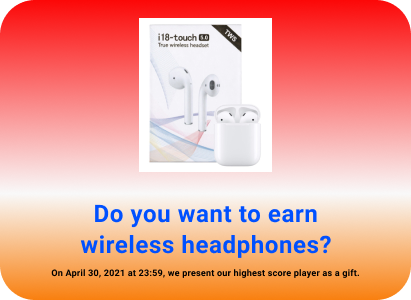 i18-touch 5.0
True wireless headset
TWS
Do you want to earn
wireless headphones?
On April 30, 2021 at 23:59, we present our highest score player as a gift.